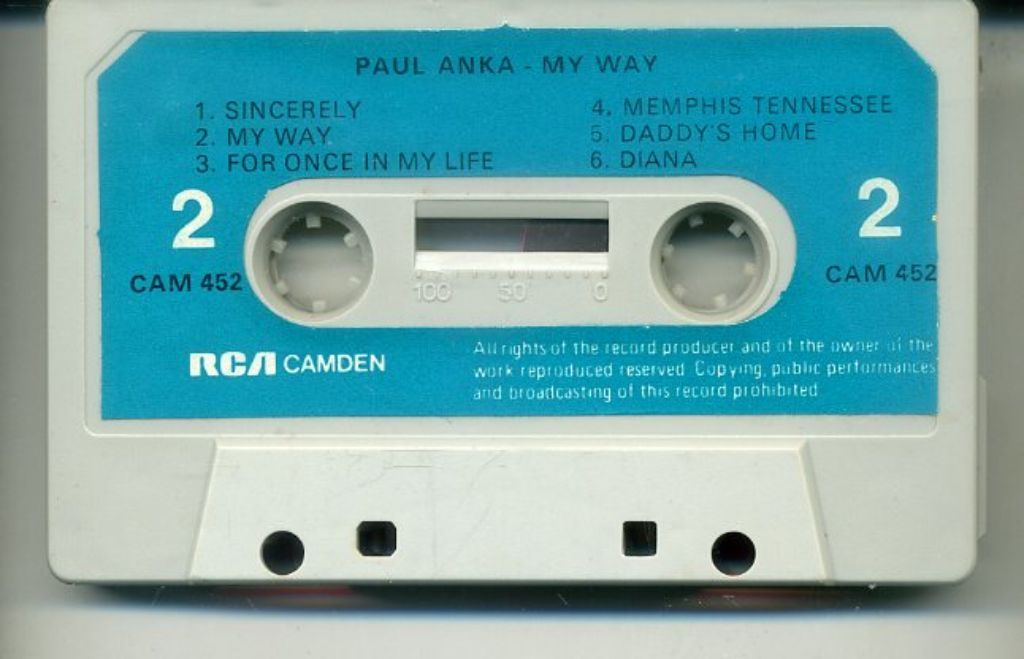 PAUL ANKA - MY WAY
1. SINCERELY
2. MY WAY
3. FOR ONCE IN MY LIFE
4. MEMPHIS TENNESSEE
5. DADDY'S HOME
6. DIANA
2
2
CAM 452
CAM 452
100 50 0
RCA CAMDEN
All rights of the record producer and of the owner of the
work reproduced reserved. Copying, public performances
and broadcasting of this record prohibited